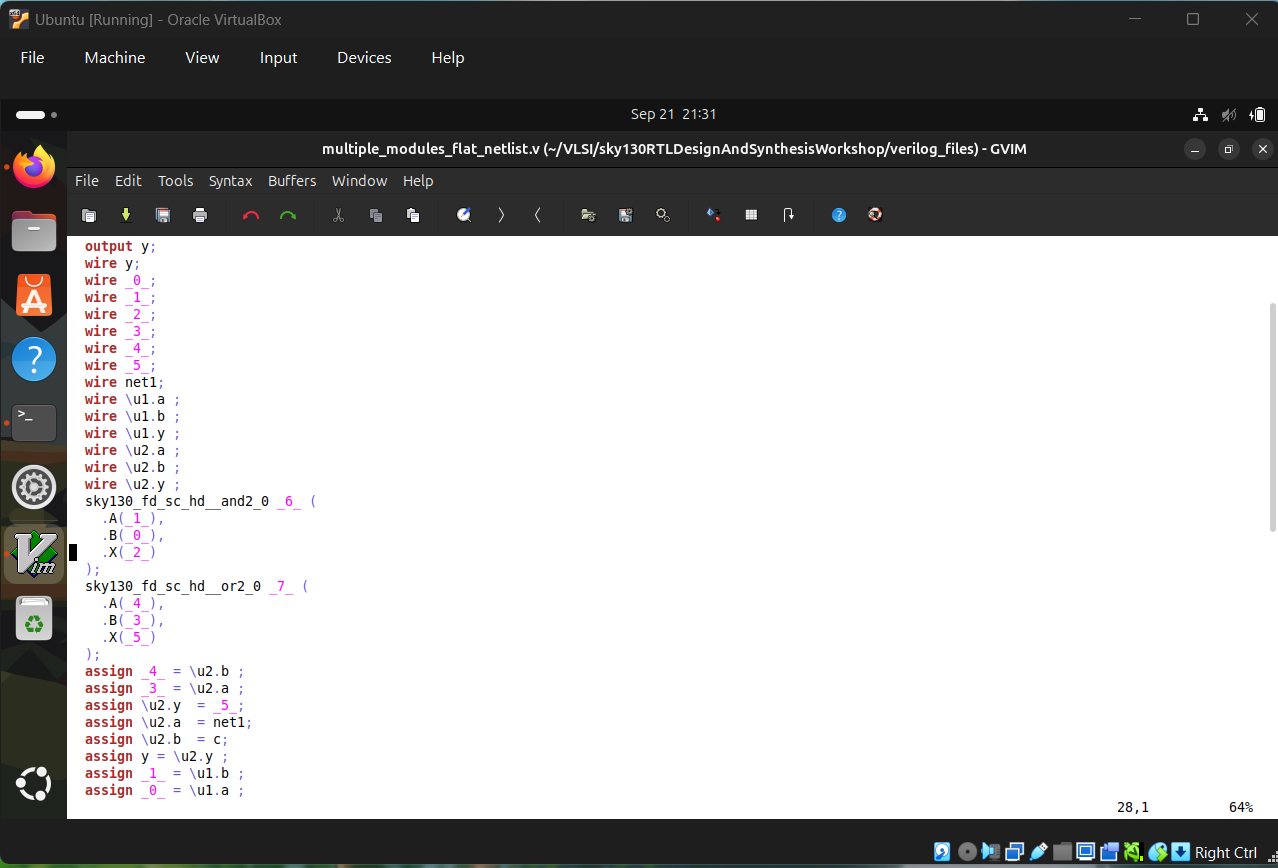 Ubuntu [Running] - Oracle VirtualBox
File Machine View Input Devices Help
Sep 21 21:31
multiple_modules_flat_netlist.v (~/VLSI/sky130RTLDesignAndSynthesisWorkshop/verilog_files) - GVIM
File Edit Tools Syntax Buffers Window Help
output y;
wire y;
wire _0_;
wire _1_;
wire _2_;
wire _3_;
wire _4_;
wire _5_;
wire net1;
wire \u1.a ;
wire \u1.b ;
wire \u1.y ;
wire \u2.a ;
wire \u2.b ;
wire \u2.y ;
sky130_fd_sc_hd__and2_0 _6_ (
  .A(_1_),
  .B(_0_),
  .X(_2_)
);
sky130_fd_sc_hd__or2_0 _7_ (
  .A(_4_),
  .B(_3_),
  .X(_5_)
);
assign _4_ = \u2.b ;
assign _3_ = \u2.a ;
assign \u2.y  = _5_;
assign \u2.a  = net1;
assign \u2.b  = c;
assign y = \u2.y ;
assign _1_ = \u1.b ;
assign _0_ = \u1.a ;
28,1 64%
Right Ctrl